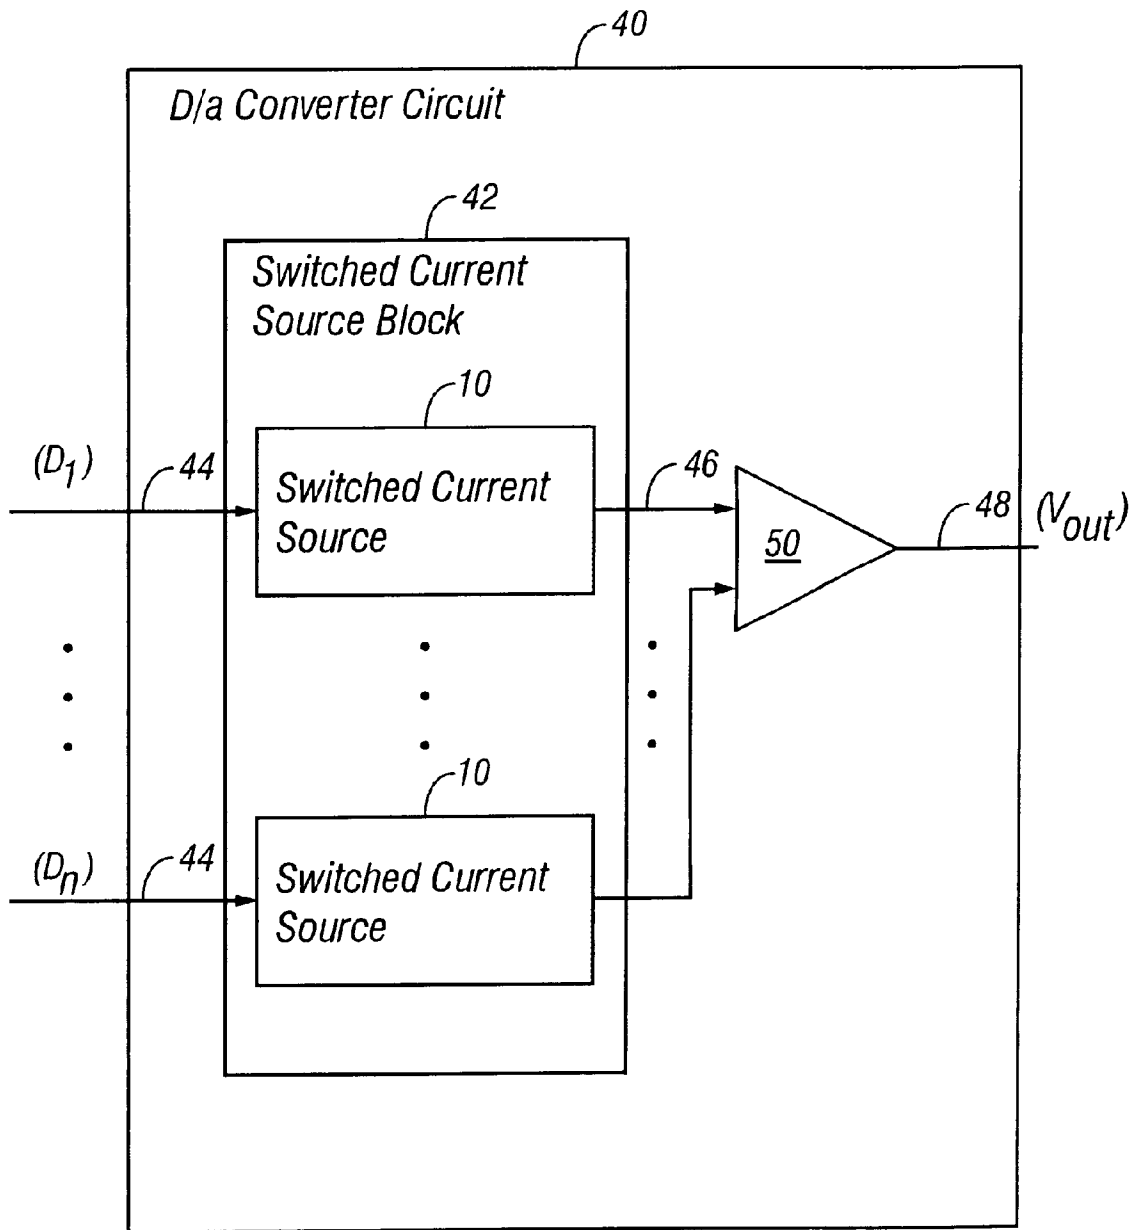 40
D/a Converter Circuit
42
Switched Current
Source Block
10
(D1)
44
Switched Current
Source
46
50
48
(Vout)
10
(Dn)
44
Switched Current
Source